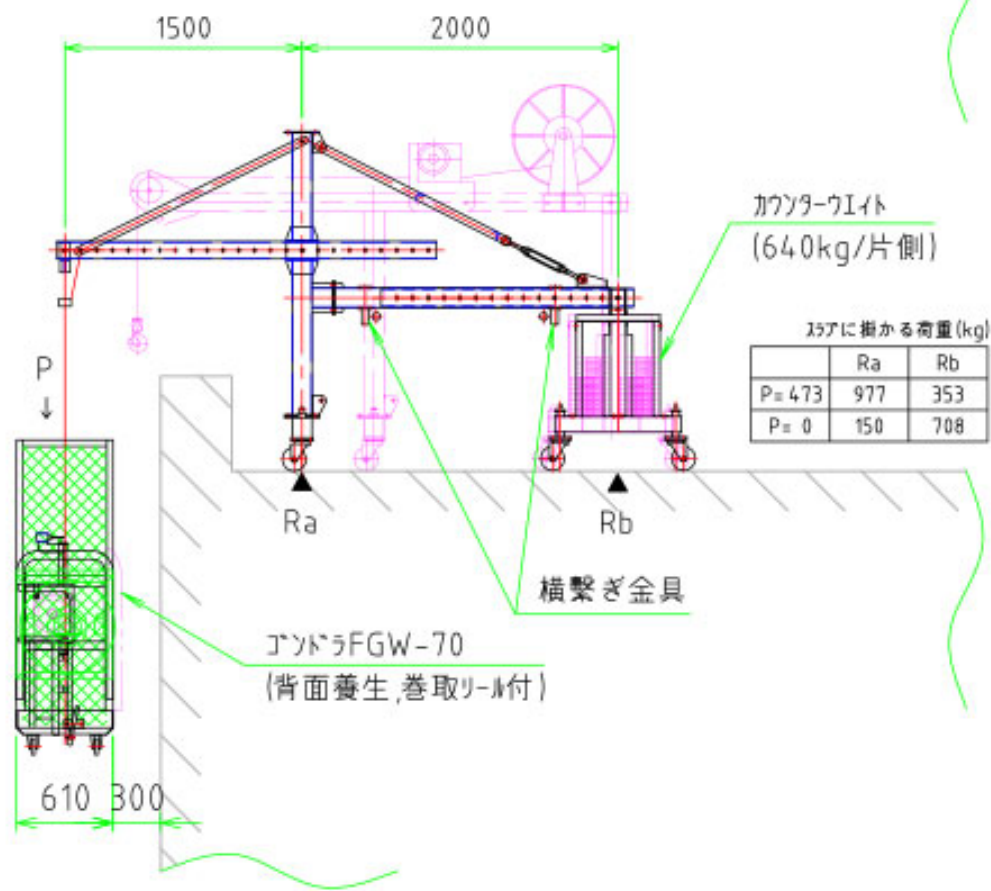 1500
2000
カウンターウエイト
(640kg/片側)
スラブに掛かる荷重(kg)
Ra Rb
P=473 977 353
P=0 150 708
P
↓
Ra
Rb
横繋ぎ金具
ゴンドラFGW-70
(背面養生,巻取リール付)
610
300